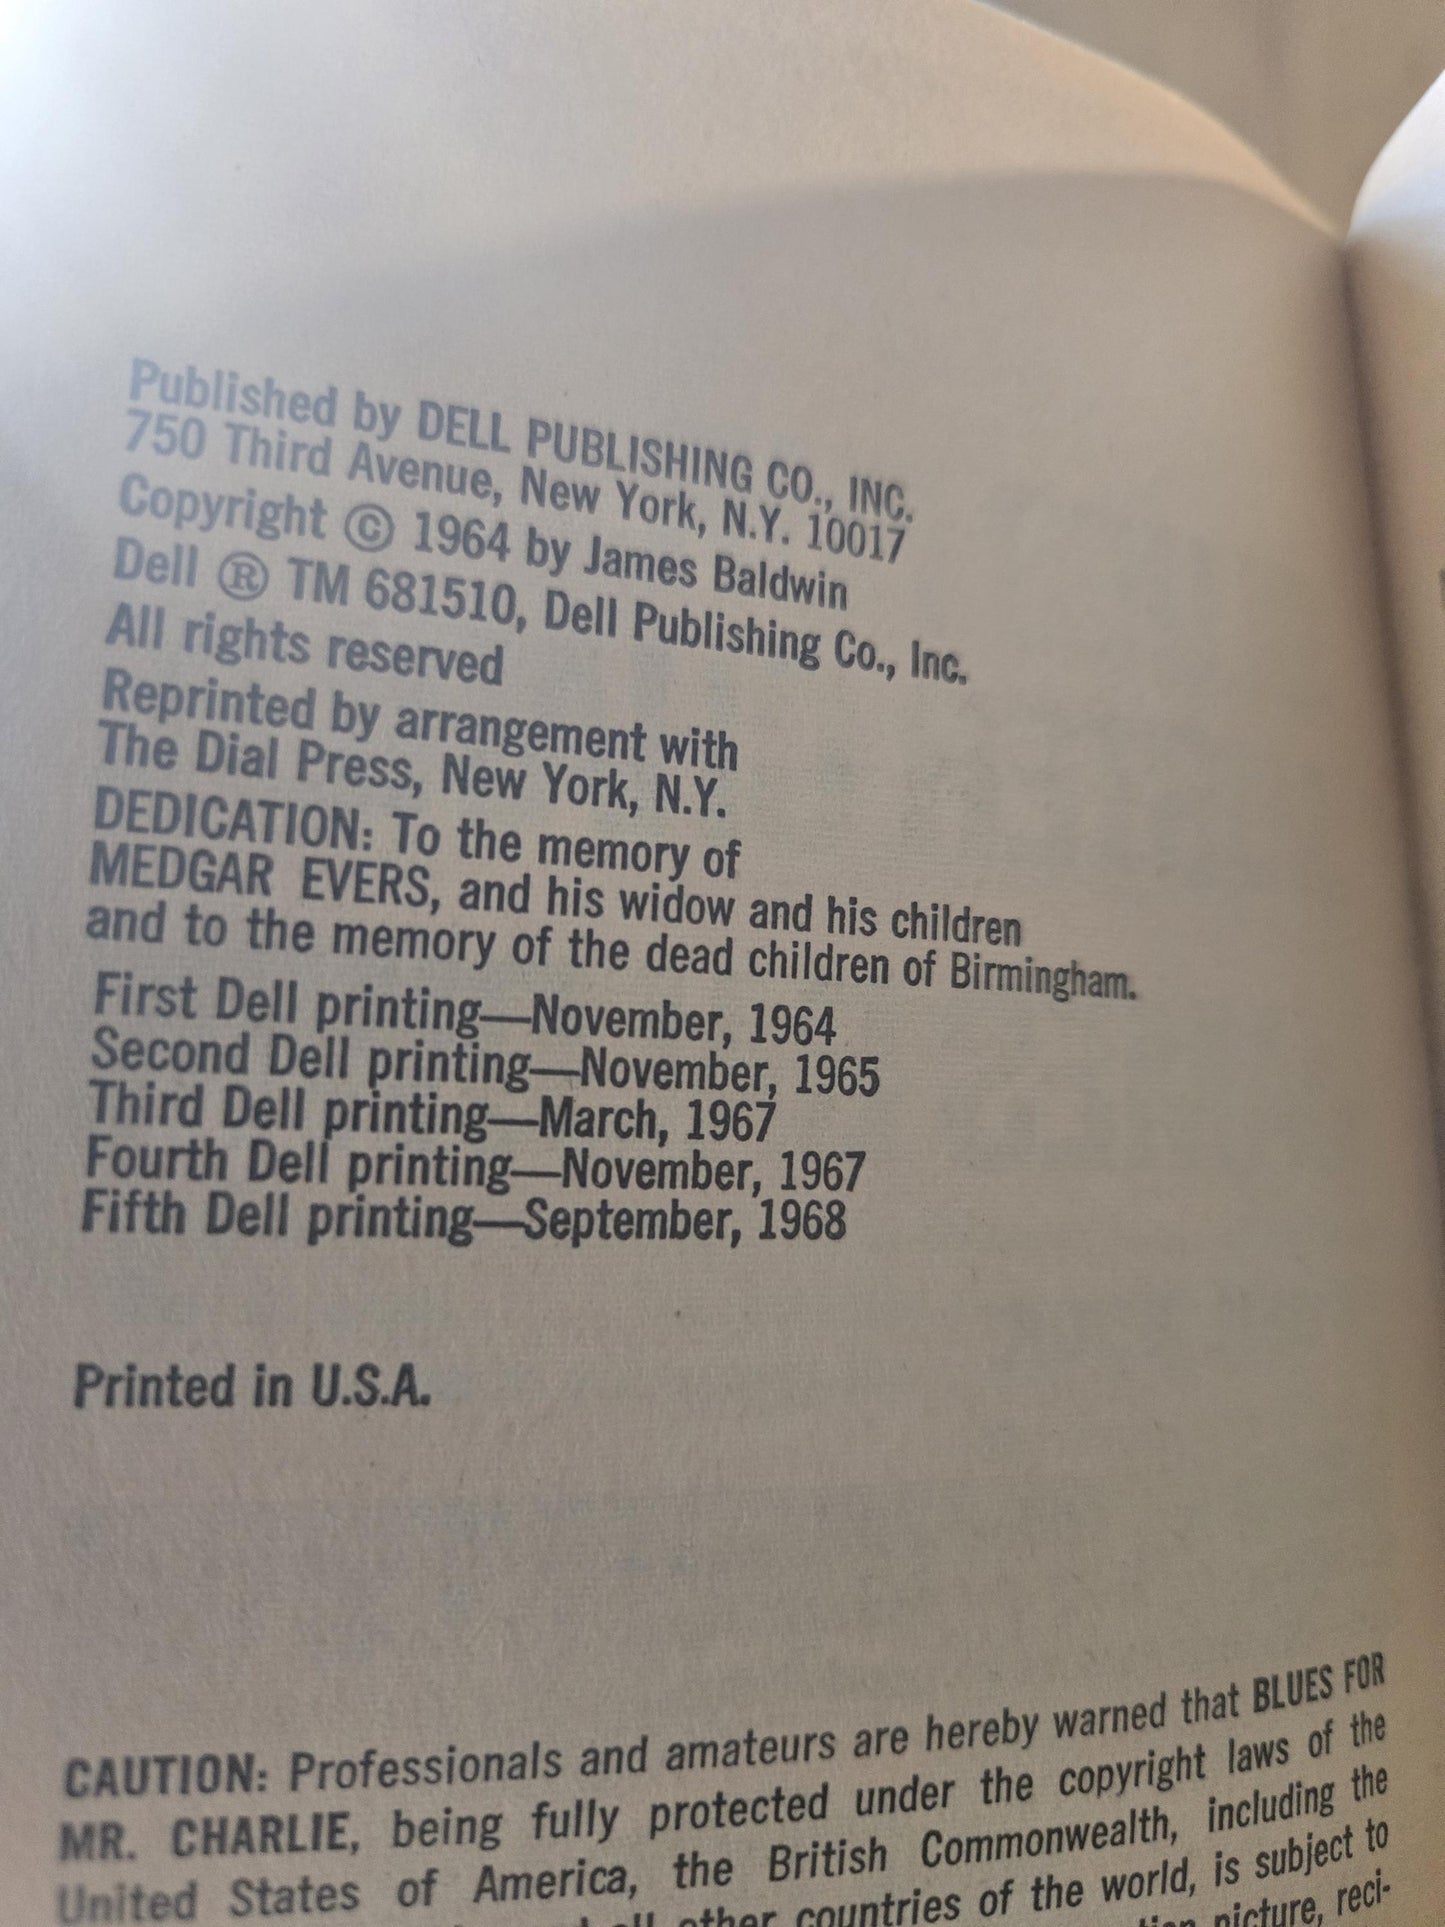 Published by DELL PUBLISHING CO., INC.
750 Third Avenue, New York, N.Y. 10017
Copyright © 1964 by James Baldwin
Dell ® TM 681510, Dell Publishing Co., Inc.
All rights reserved
Reprinted by arrangement with
The Dial Press, New York, N.Y.
DEDICATION: To the memory of
MEDGAR EVERS, and his widow and his children
and to the memory of the dead children of Birmingham.
First Dell printing—November, 1964
Second Dell printing—November, 1965
Third Dell printing—March, 1967
Fourth Dell printing—November, 1967
Fifth Dell printing—September, 1968
Printed in U.S.A.
CAUTION: Professionals and amateurs are hereby warned that BLUES FOR
MR. CHARLIE, being fully protected under the copyright laws of the
United States of America, the British Commonwealth, including the
all other countries of the world, is subject to
picture, reci-